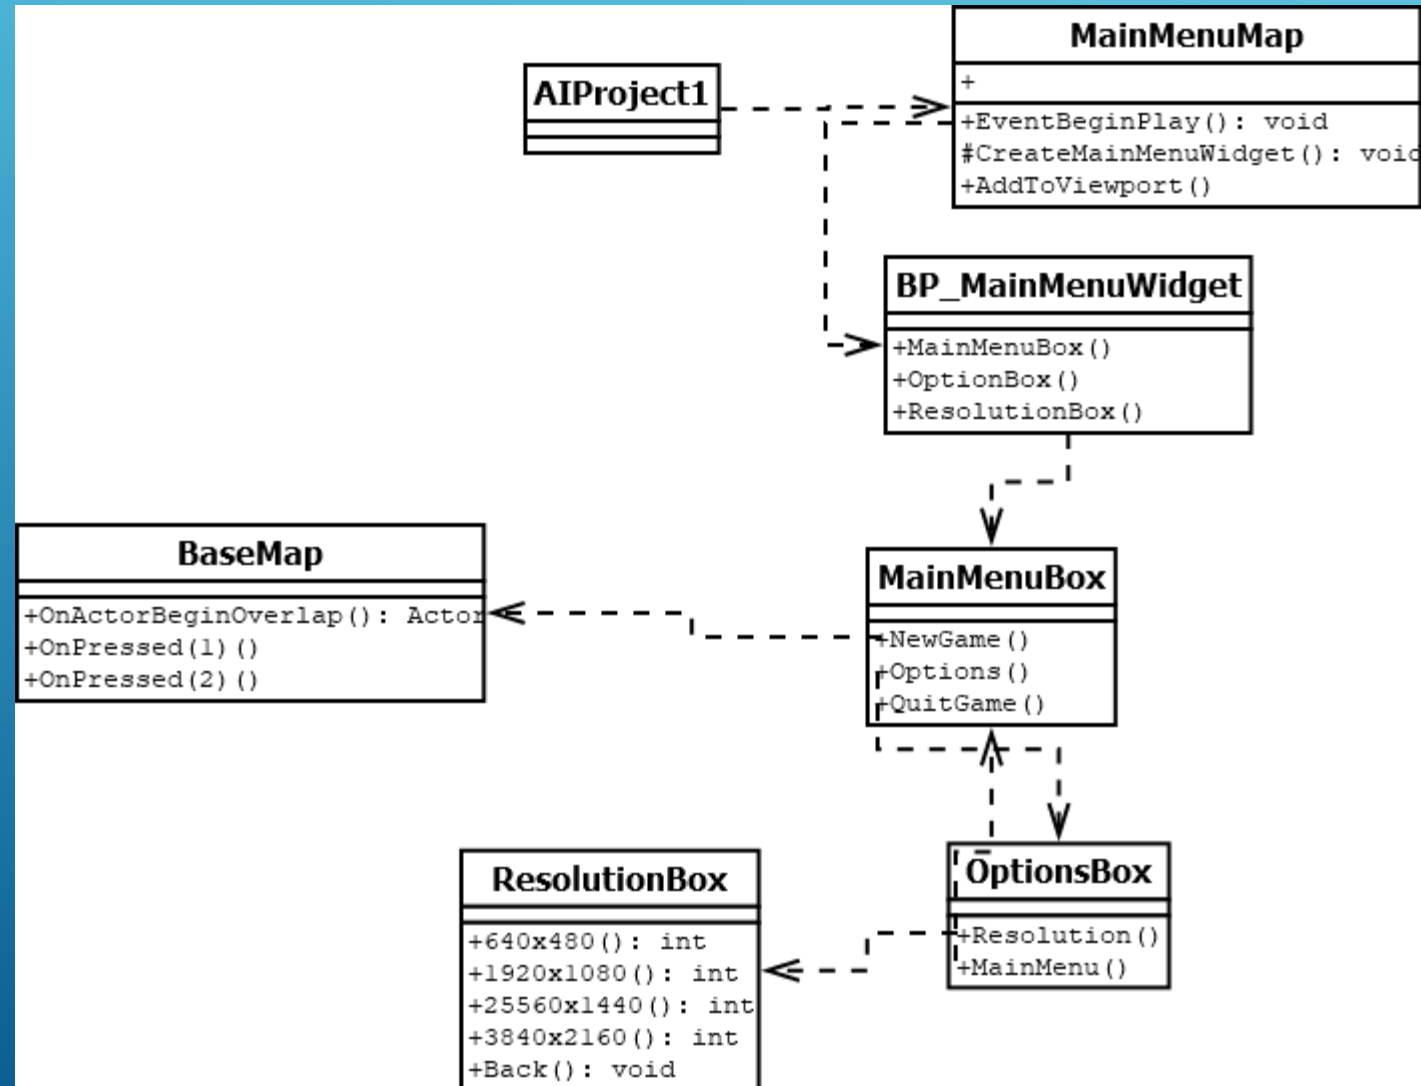 MainMenuMap
+
+EventBeginPlay(): void
#CreateMainMenuWidget(): void
+AddToViewport()
AIProject1
BP_MainMenuWidget
+MainMenuBox()
+OptionBox()
+ResolutionBox()
BaseMap
+OnActorBeginOverlap(): Actor
+OnPressed(1)()
+OnPressed(2)()
MainMenuBox
+NewGame()
+Options()
+QuitGame()
ResolutionBox
+640x480(): int
+1920x1080(): int
+25560x1440(): int
+3840x2160(): int
+Back(): void
OptionsBox
+Resolution()
+MainMenu()